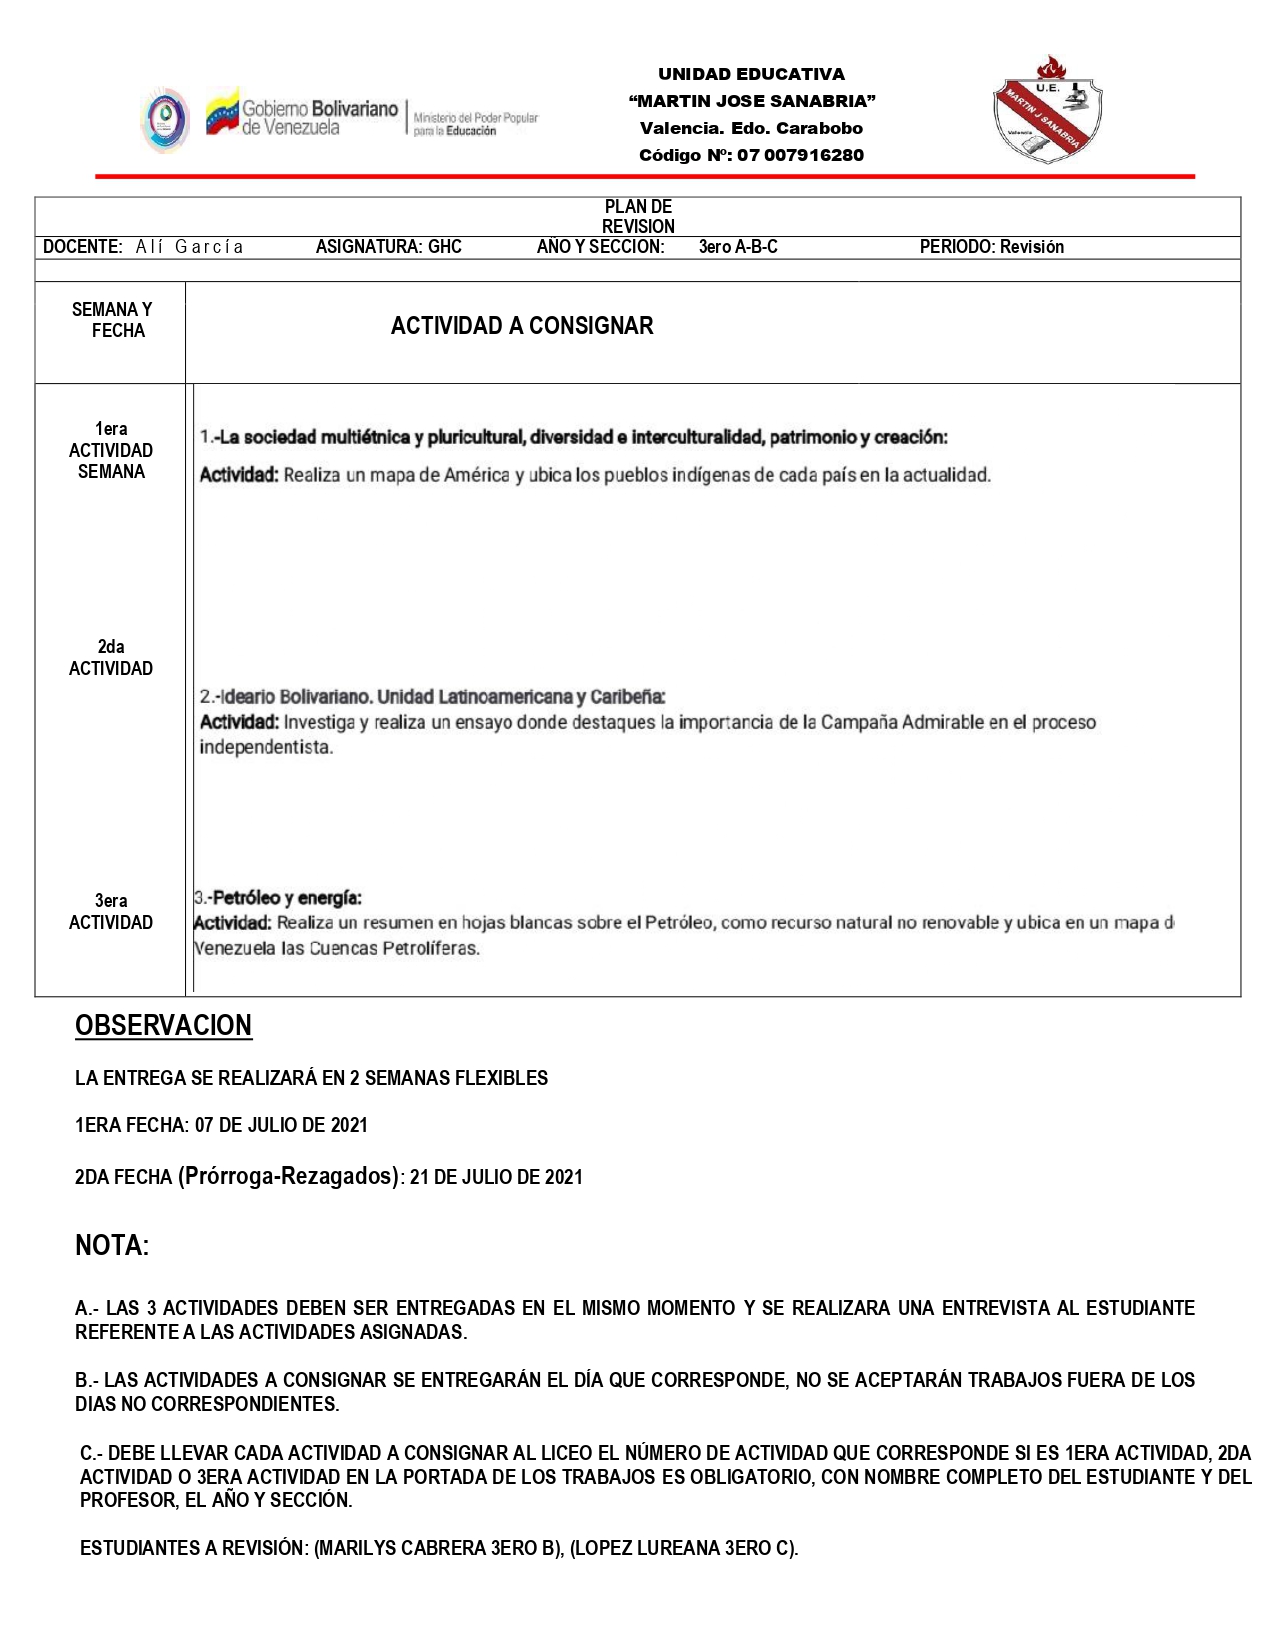 Gobierno Bolivariano
de Venezuela
Ministerio del Poder Popular
para la Educación
UNIDAD EDUCATIVA
“MARTIN JOSE SANABRIA”
Valencia. Edo. Carabobo
Código Nº: 07 007916280
U.E.
MARTIN J SANABRIA
Valencia
PLAN DE
REVISION
DOCENTE: Alí García ASIGNATURA: GHC AÑO Y SECCION: 3ero A-B-C PERIODO: Revisión
SEMANA Y
FECHA
ACTIVIDAD A CONSIGNAR
1era
ACTIVIDAD
SEMANA
1.-La sociedad multiétnica y pluricultural, diversidad e interculturalidad, patrimonio y creación:
Actividad: Realiza un mapa de América y ubica los pueblos indígenas de cada país en la actualidad.
2da
ACTIVIDAD
2.-Ideario Bolivariano. Unidad Latinoamericana y Caribeña:
Actividad: Investiga y realiza un ensayo donde destaques la importancia de la Campaña Admirable en el proceso
independentista.
3era
ACTIVIDAD
3.-Petróleo y energía:
Actividad: Realiza un resumen en hojas blancas sobre el Petróleo, como recurso natural no renovable y ubica en un mapa d
Venezuela las Cuencas Petrolíferas.
OBSERVACION
LA ENTREGA SE REALIZARÁ EN 2 SEMANAS FLEXIBLES
1ERA FECHA: 07 DE JULIO DE 2021
2DA FECHA (Prórroga-Rezagados): 21 DE JULIO DE 2021
NOTA:
A.- LAS 3 ACTIVIDADES DEBEN SER ENTREGADAS EN EL MISMO MOMENTO Y SE REALIZARA UNA ENTREVISTA AL ESTUDIANTE
REFERENTE A LAS ACTIVIDADES ASIGNADAS.
B.- LAS ACTIVIDADES A CONSIGNAR SE ENTREGARÁN EL DÍA QUE CORRESPONDE, NO SE ACEPTARÁN TRABAJOS FUERA DE LOS
DIAS NO CORRESPONDIENTES.
C.- DEBE LLEVAR CADA ACTIVIDAD A CONSIGNAR AL LICEO EL NÚMERO DE ACTIVIDAD QUE CORRESPONDE SI ES 1ERA ACTIVIDAD, 2DA
ACTIVIDAD O 3ERA ACTIVIDAD EN LA PORTADA DE LOS TRABAJOS ES OBLIGATORIO, CON NOMBRE COMPLETO DEL ESTUDIANTE Y DEL
PROFESOR, EL AÑO Y SECCIÓN.
ESTUDIANTES A REVISIÓN: (MARILYS CABRERA 3ERO B), (LOPEZ LUREANA 3ERO C).